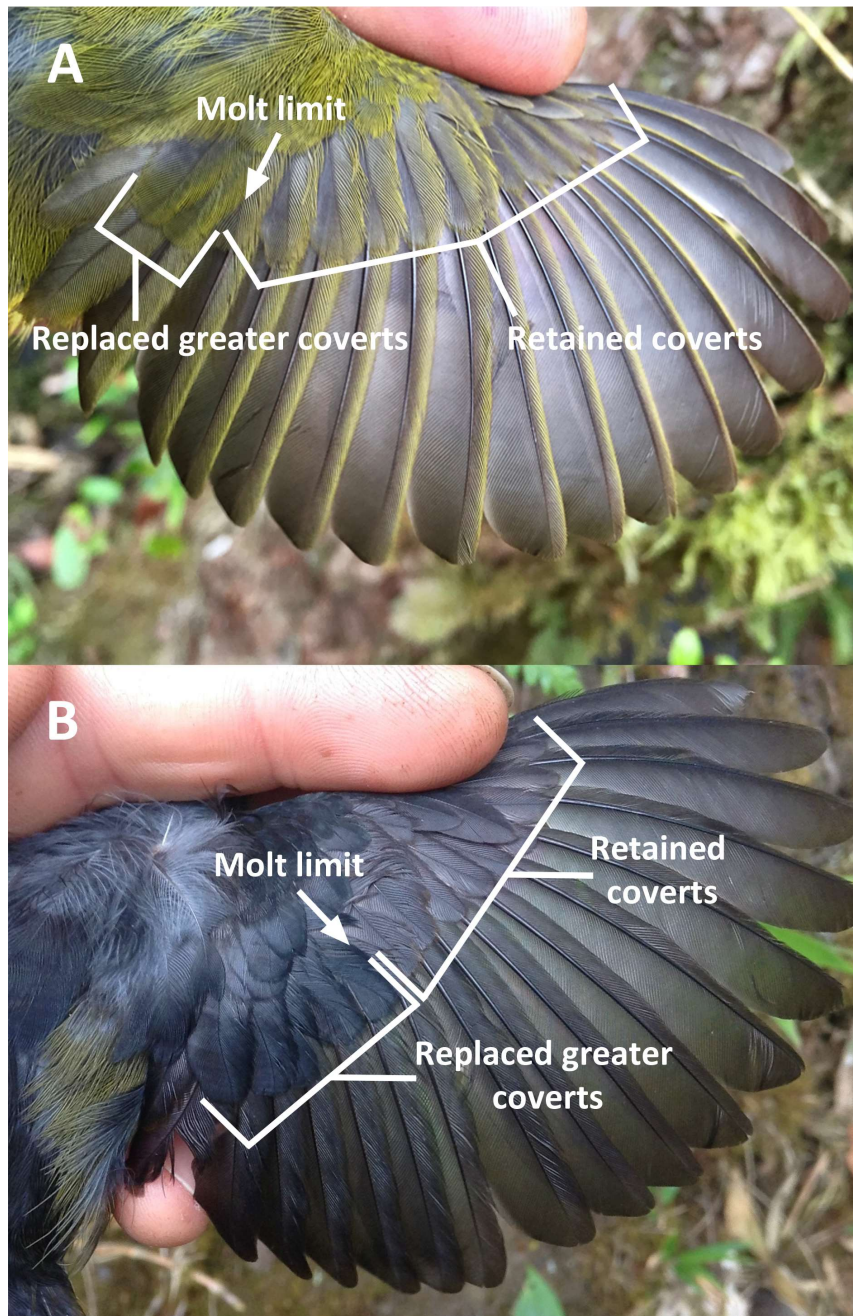 A
Molt limit
Replaced greater coverts
Retained coverts
B
Molt limit
Retained
coverts
Replaced greater
coverts